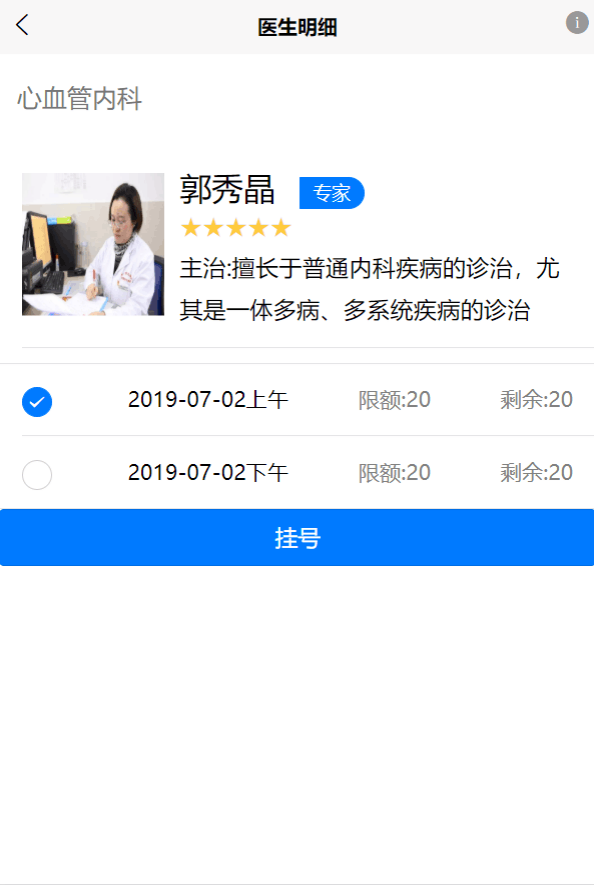 医生明细
心血管内科
郭秀晶 专家
主治:擅长于普通内科疾病的诊治，尤
其是一体多病、多系统疾病的诊治
2019-07-02上午 限额:20 剩余:20
2019-07-02下午 限额:20 剩余:20
挂号